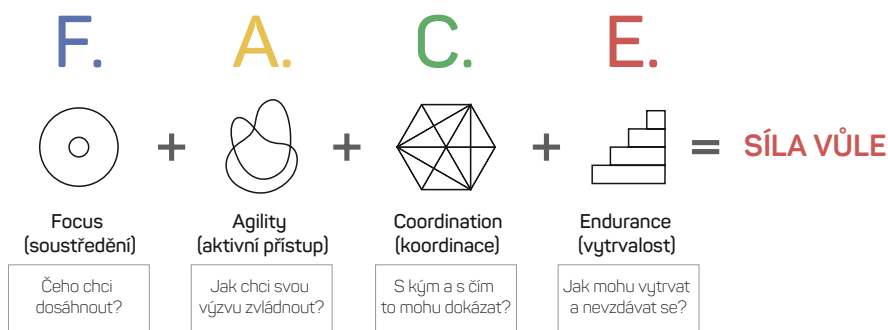 F. A. C. E.
+ + + = SÍLA VŮLE
Focus
(soustředění)
Agility
(aktivní přístup)
Coordination
(koordinace)
Endurance
(vytrvalost)
Čeho chci
dosáhnout?
Jak chci svou
výzvu zvládnout?
S kým a s čím
to mohu dokázat?
Jak mohu vytrvat
a nevzdávat se?